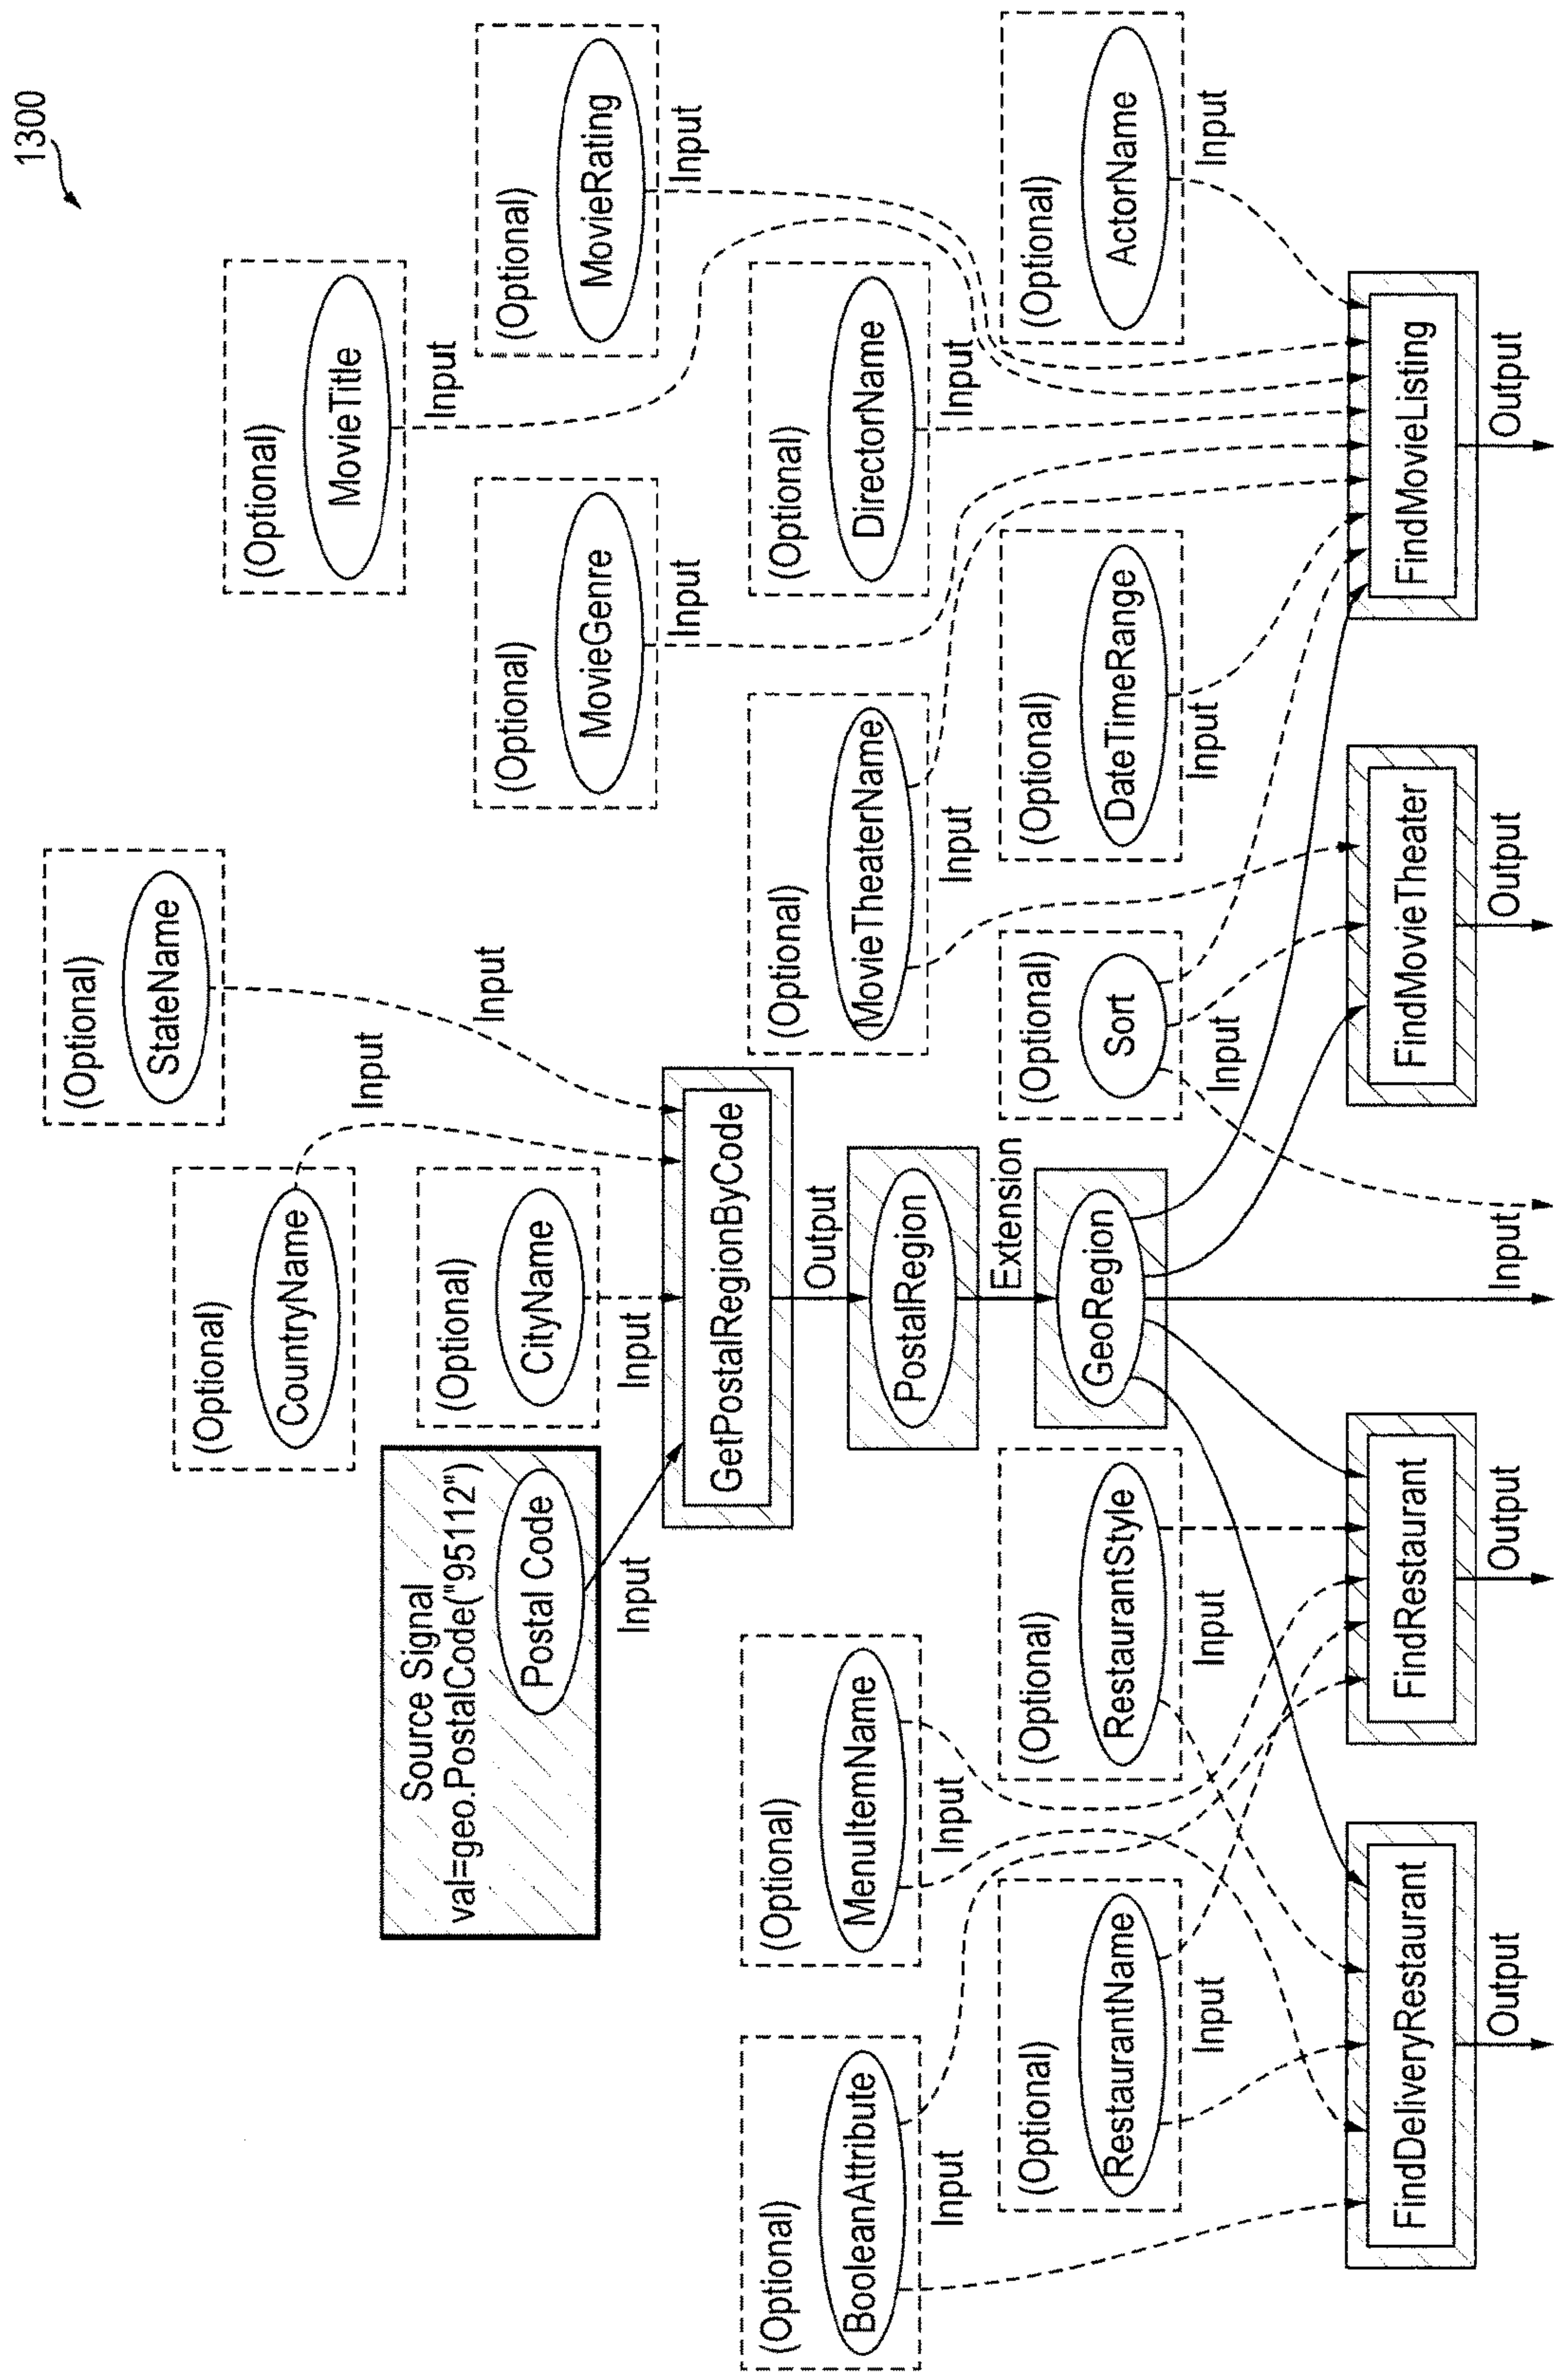 1300
(Optional)
StateName
Input
(Optional)
CountryName
Input
(Optional)
CityName
Input
Source Signal
val=geo.PostalCode("95112")
Postal Code
Input
GetPostalRegionByCode
Output
PostalRegion
Extension
GeoRegion
Input
(Optional)
MovieTitle
Input
(Optional)
MovieRating
Input
(Optional)
MovieGenre
Input
(Optional)
DirectorName
Input
(Optional)
ActorName
Input
(Optional)
MovieTheaterName
Input
(Optional)
DateTimeRange
Input
(Optional)
Sort
Input
(Optional)
MenuItemName
Input
(Optional)
RestaurantStyle
Input
(Optional)
BooleanAttribute
Input
(Optional)
RestaurantName
Input
FindDeliveryRestaurant
Output
FindRestaurant
Output
FindMovieTheater
Output
FindMovieListing
Output